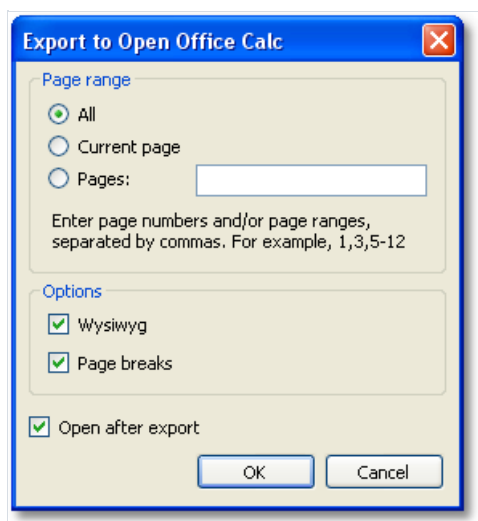 Export to Open Office Calc
Page range
All
Current page
Pages:
Enter page numbers and/or page ranges,
separated by commas. For example, 1,3,5-12
Options
Wysiwyg
Page breaks
Open after export
OK Cancel